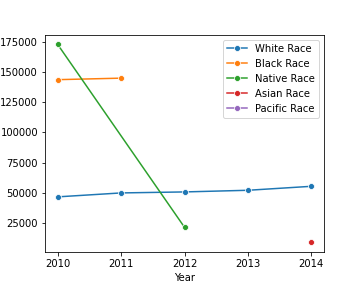 175000
150000
125000
100000
75000
50000
25000
White Race
Black Race
Native Race
Asian Race
Pacific Race
2010 2011 2012 2013 2014
Year